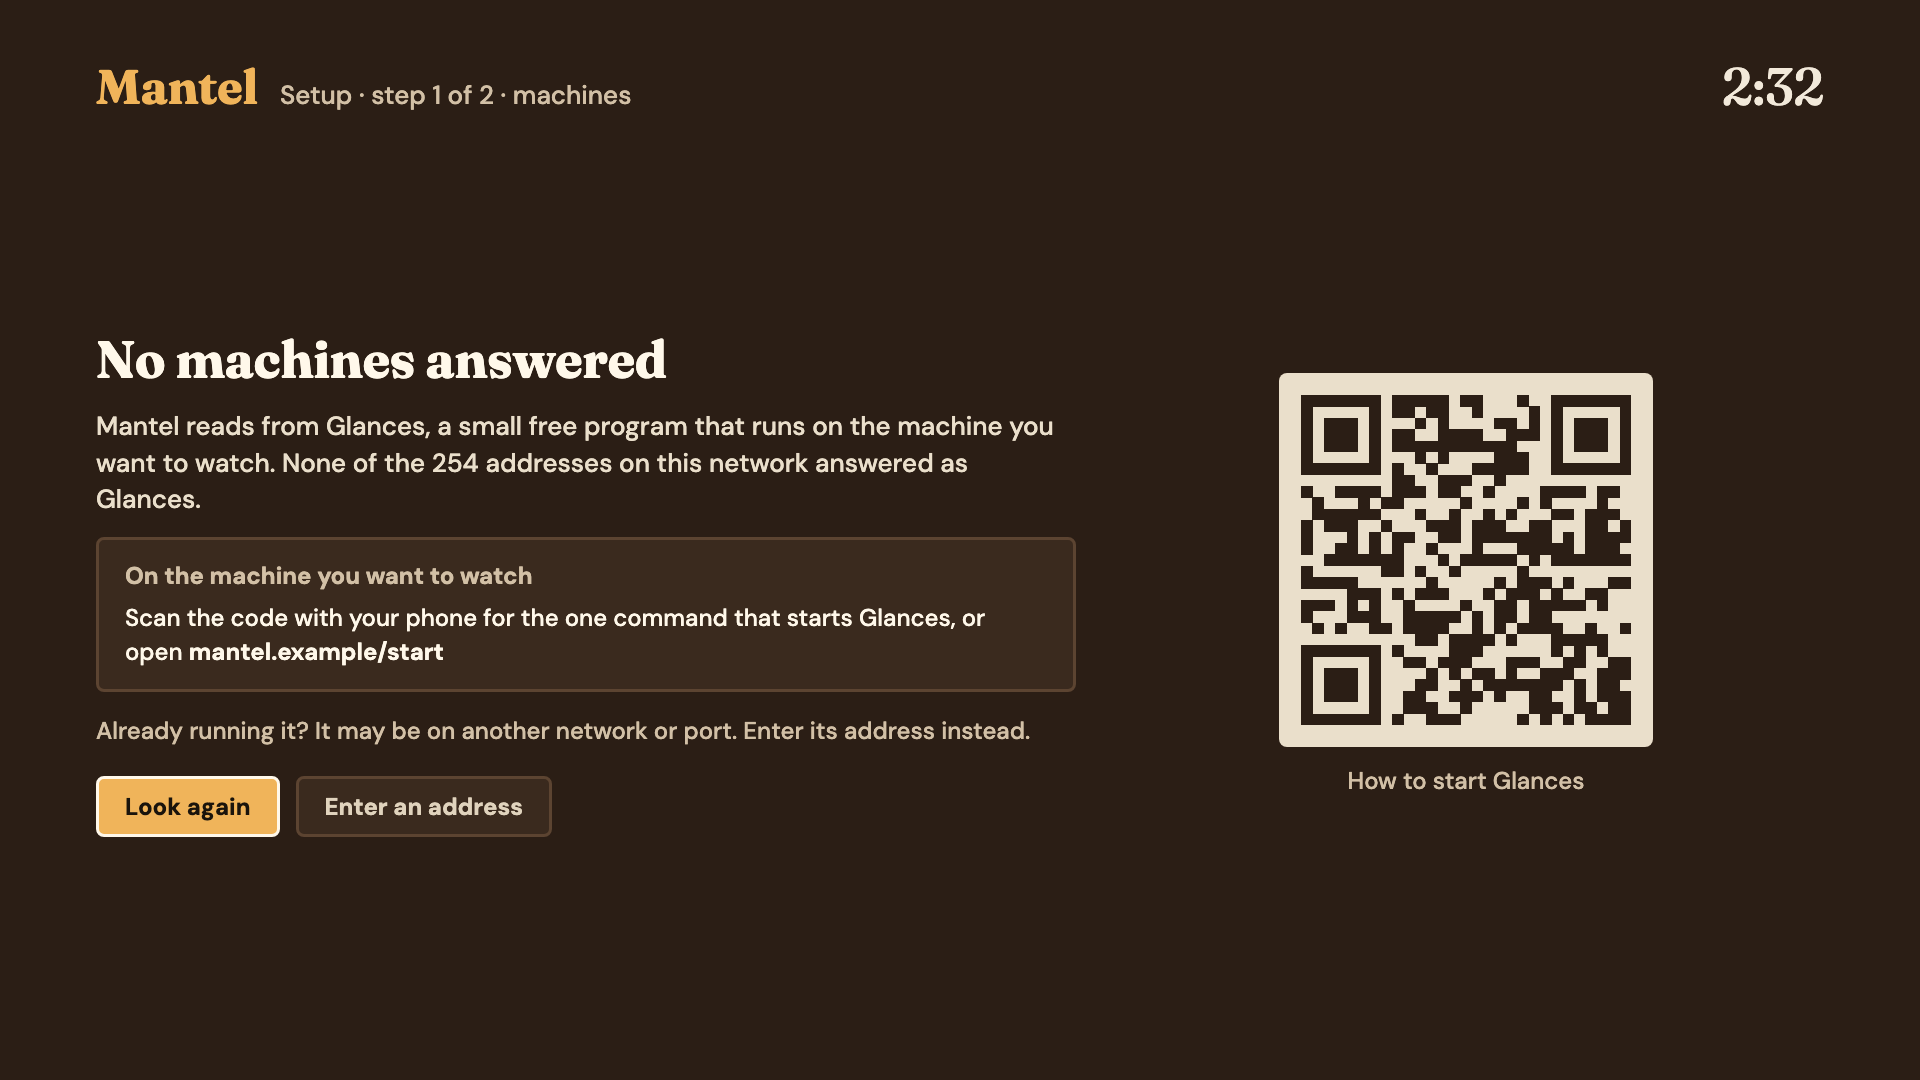 Mantel Setup · step 1 of 2 · machines
2:32
No machines answered
Mantel reads from Glances, a small free program that runs on the machine you
want to watch. None of the 254 addresses on this network answered as
Glances.
On the machine you want to watch
Scan the code with your phone for the one command that starts Glances, or
open mantel.example/start
Already running it? It may be on another network or port. Enter its address instead.
Look again
Enter an address
How to start Glances